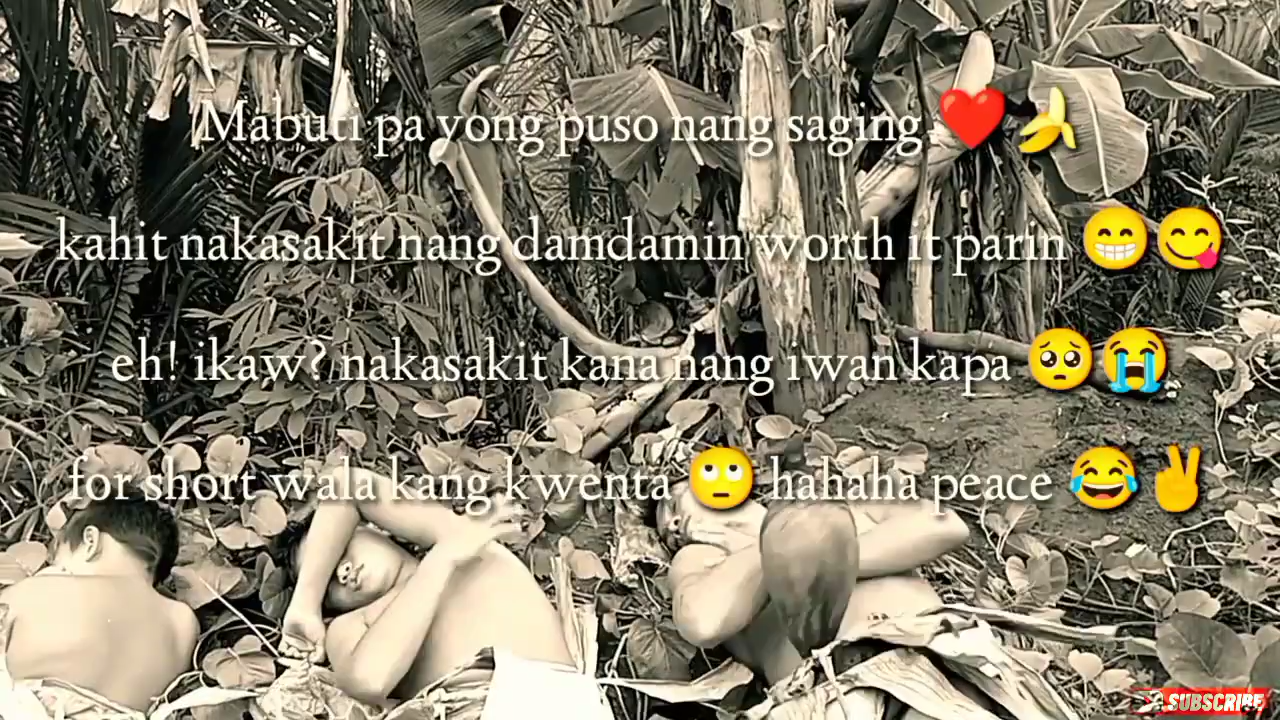 Mabuti pa yong puso nang saging ❤️🍌
kahit nakasakit nang damdamin worth it parin 😁😋
eh! ikaw? nakasakit kana nang iwan kapa 🥺😭
for short wala kang kwenta 🙄 hahaha peace 😂✌️
SUBSCRIBE